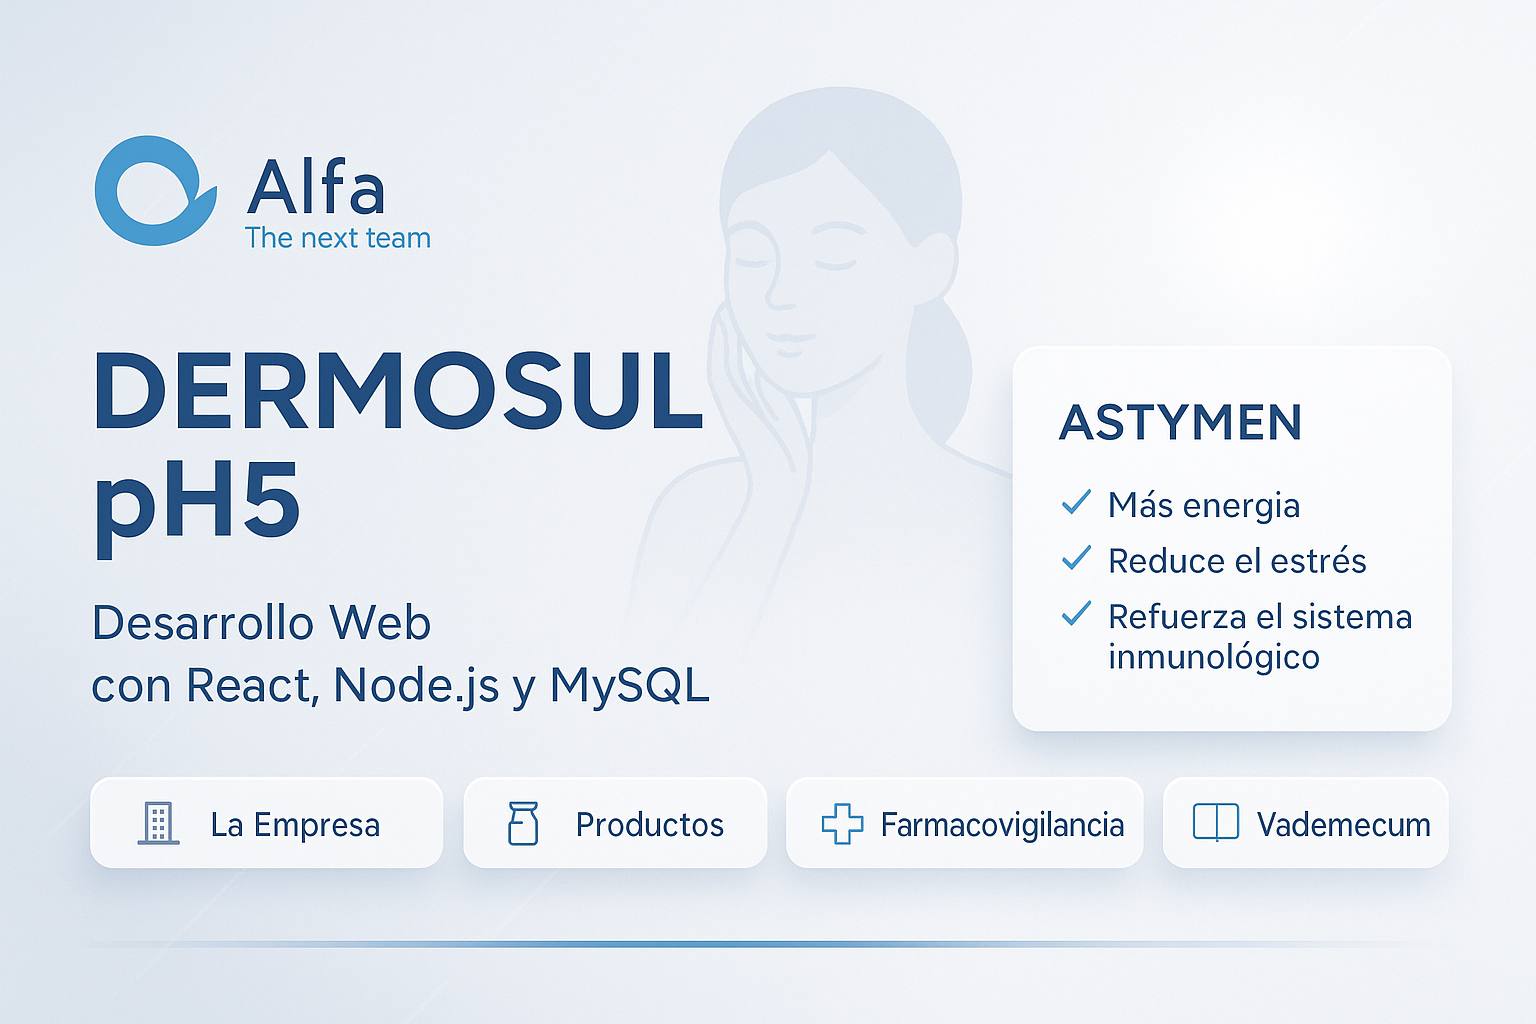 Alfa
The next team
DERMOSUL
pH5
Desarrollo Web
con React, Node.js y MySQL
ASTYMEN
Más energia
Reduce el estrés
Refuerza el sistema
inmunológico
La Empresa
Productos
Farmacovigilancia
Vademecum